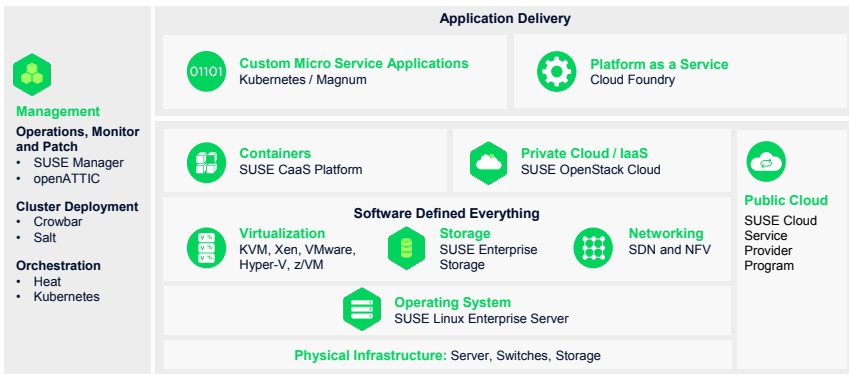 Application Delivery
Management
Operations, Monitor
and Patch
• SUSE Manager
• openATTIC
Cluster Deployment
• Crowbar
• Salt
Orchestration
• Heat
• Kubernetes
01101
Custom Micro Service Applications
Kubernetes / Magnum
Platform as a Service
Cloud Foundry
Containers
SUSE CaaS Platform
Private Cloud / IaaS
SUSE OpenStack Cloud
Software Defined Everything
Virtualization
KVM, Xen, VMware,
Hyper-V, z/VM
Storage
SUSE Enterprise
Storage
Networking
SDN and NFV
Operating System
SUSE Linux Enterprise Server
Physical Infrastructure: Server, Switches, Storage
Public Cloud
SUSE Cloud
Service
Provider
Program